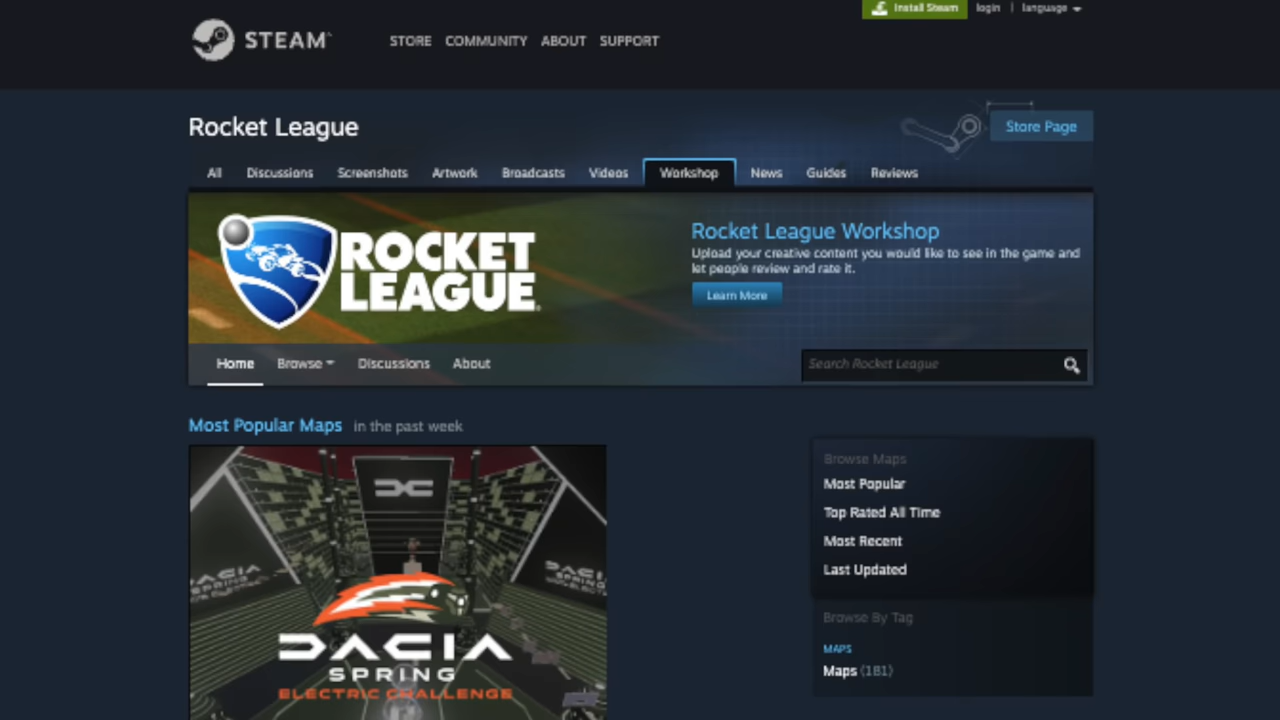 Install Steam login | language
STEAM
STORE COMMUNITY ABOUT SUPPORT
Rocket League
Store Page
All Discussions Screenshots Artwork Broadcasts Videos Workshop News Guides Reviews
ROCKET
LEAGUE
Rocket League Workshop
Upload your creative content you would like to see in the game and
let people review and rate it.
Learn More
Home Browse Discussions About
Search Rocket League
Most Popular Maps in the past week
DACIA
SPRING
DACIA
SPRING
ELECTRIC CHALLENGE
Browse Maps
Most Popular
Top Rated All Time
Most Recent
Last Updated
Browse By Tag
MAPS
Maps (181)